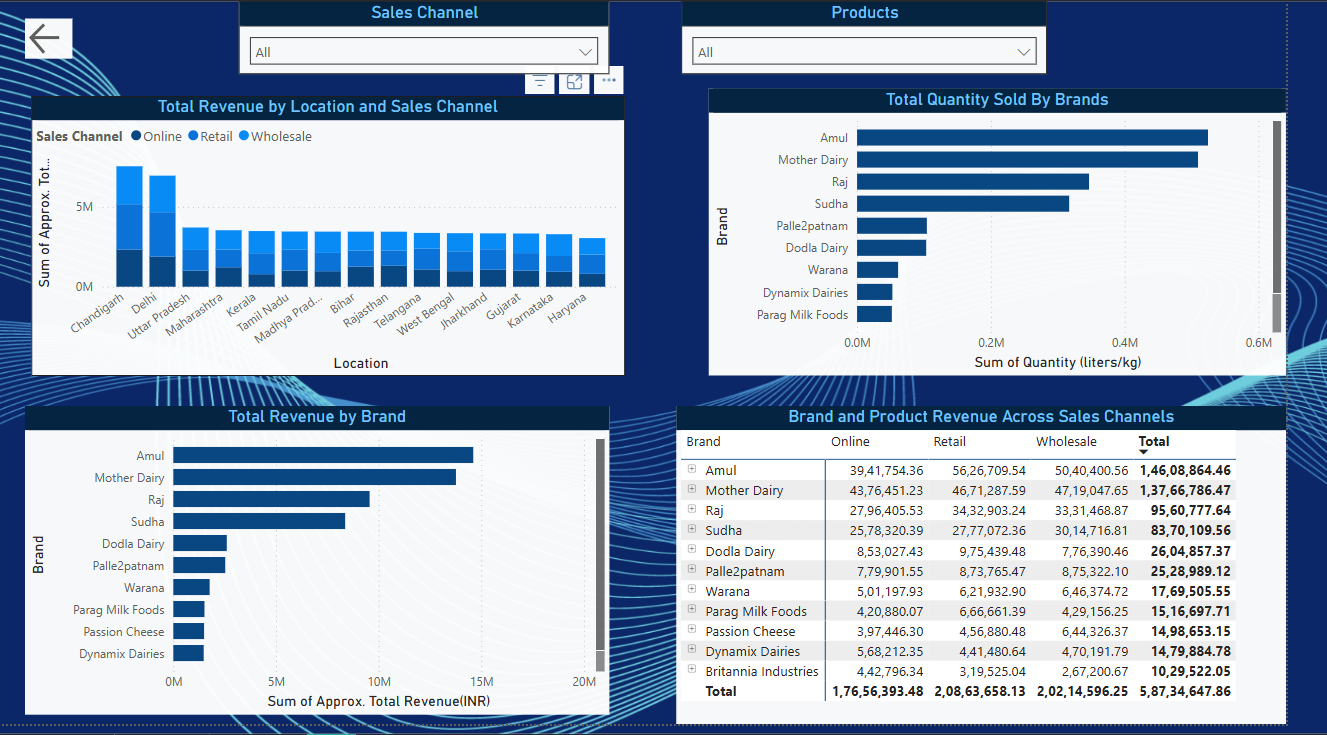 Sales Channel
All
Products
All
Total Revenue by Location and Sales Channel
Sales Channel Online Retail Wholesale
Sum of Approx. Tot...
5M
0M
Chandigarh
Delhi
Uttar Pradesh
Maharashtra
Kerala
Tamil Nadu
Madhya Prad...
Bihar
Rajasthan
Telangana
West Bengal
Jharkhand
Gujarat
Karnataka
Haryana
Location
Total Quantity Sold By Brands
Brand
Amul
Mother Dairy
Raj
Sudha
Palle2patnam
Dodla Dairy
Warana
Dynamix Dairies
Parag Milk Foods
0.0M 0.2M 0.4M 0.6M
Sum of Quantity (liters/kg)
Total Revenue by Brand
Brand
Amul
Mother Dairy
Raj
Sudha
Dodla Dairy
Palle2patnam
Warana
Parag Milk Foods
Passion Cheese
Dynamix Dairies
0M 5M 10M 15M 20M
Sum of Approx. Total Revenue(INR)
Brand and Product Revenue Across Sales Channels
Brand Online Retail Wholesale Total
Amul 39,41,754.36 56,26,709.54 50,40,400.56 1,46,08,864.46
Mother Dairy 43,76,451.23 46,71,287.59 47,19,047.65 1,37,66,786.47
Raj 27,96,405.53 34,32,903.24 33,31,468.87 95,60,777.64
Sudha 25,78,320.39 27,77,072.36 30,14,716.81 83,70,109.56
Dodla Dairy 8,53,027.43 9,75,439.48 7,76,390.46 26,04,857.37
Palle2patnam 7,79,901.55 8,73,765.47 8,75,322.10 25,28,989.12
Warana 5,01,197.93 6,21,932.90 6,46,374.72 17,69,505.55
Parag Milk Foods 4,20,880.07 6,66,661.39 4,29,156.25 15,16,697.71
Passion Cheese 3,97,446.30 4,56,880.48 6,44,326.37 14,98,653.15
Dynamix Dairies 5,68,212.35 4,41,480.64 4,70,191.79 14,79,884.78
Britannia Industries 4,42,796.34 3,19,525.04 2,67,200.67 10,29,522.05
Total 1,76,56,393.48 2,08,63,658.13 2,02,14,596.25 5,87,34,647.86